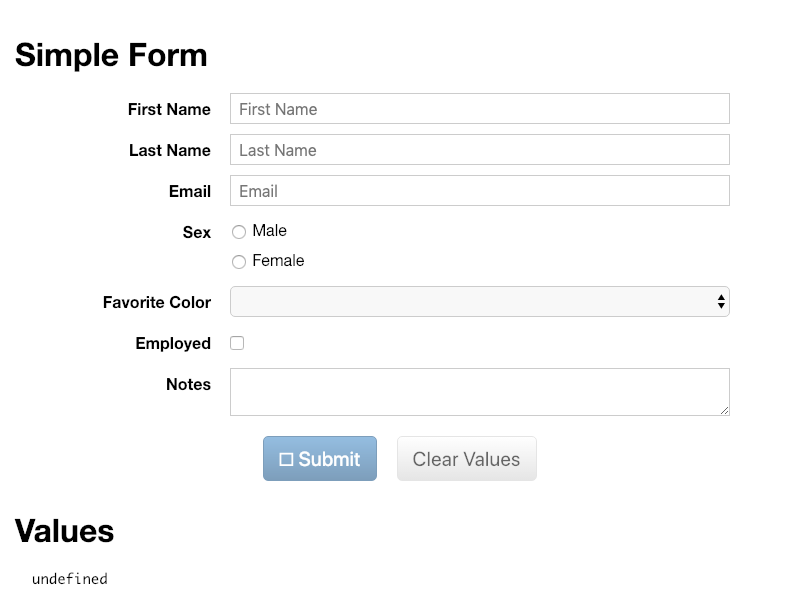 Simple Form
First Name First Name
Last Name Last Name
Email Email
Sex Male
Female
Favorite Color
Employed
Notes
Submit Clear Values
Values
undefined